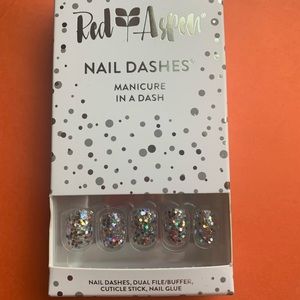 Red Aspen
NAIL DASHES
MANICURE
IN A DASH
NAIL DASHES, DUAL FILE/BUFFER,
CUTICLE STICK, NAIL GLUE